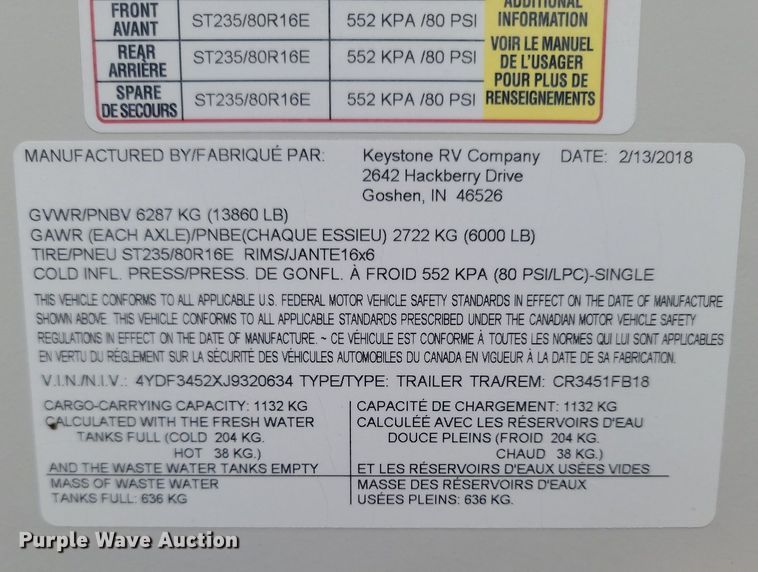 ADDITIONAL
FRONT ST235/80R16E 552 KPA /80 PSI INFORMATION
AVANT
REAR ST235/80R16E 552 KPA /80 PSI VOIR LE MANUEL
ARRIÈRE DE L'USAGER
POUR PLUS DE
SPARE ST235/80R16E 552 KPA /80 PSI RENSEIGNEMENTS
DE SECOURS
MANUFACTURED BY/FABRIQUÉ PAR: Keystone RV Company DATE: 2/13/2018
2642 Hackberry Drive
Goshen, IN 46526
GVWR/PNBV 6287 KG (13860 LB)
GAWR (EACH AXLE)/PNBE(CHAQUE ESSIEU) 2722 KG (6000 LB)
TIRE/PNEU ST235/80R16E RIMS/JANTE16x6
COLD INFL. PRESS/PRESS. DE GONFL. À FROID 552 KPA (80 PSI/LPC)-SINGLE
THIS VEHICLE CONFORMS TO ALL APPLICABLE U.S. FEDERAL MOTOR VEHICLE SAFETY STANDARDS IN EFFECT ON THE DATE OF MANUFACTURE
SHOWN ABOVE. THIS VEHICLE CONFORMS TO ALL APPLICABLE STANDARDS PRESCRIBED UNDER THE CANADIAN MOTOR VEHICLE SAFETY
REGULATIONS IN EFFECT ON THE DATE OF MANUFACTURE. ~ CE VÉHICULE EST CONFORME À TOUTES LES NORMES QUI LUI SONT APPLICABLES
EN VERTU DU RÈGLEMENT SUR LA SÉCURITÉ DES VÉHICULES AUTOMOBILES DU CANADA EN VIGUEUR À LA DATE DE SA FABRICATION.
V.I.N./N.I.V.: 4YDF3452XJ9320634 TYPE/TYPE: TRAILER TRA/REM: CR3451FB18
CARGO-CARRYING CAPACITY: 1132 KG
CALCULATED WITH THE FRESH WATER
TANKS FULL (COLD 204 KG.
HOT 38 KG.)
AND THE WASTE WATER TANKS EMPTY
MASS OF WASTE WATER
TANKS FULL: 636 KG
CAPACITÉ DE CHARGEMENT: 1132 KG
CALCULÉE AVEC LES RÉSERVOIRS D'EAU
DOUCE PLEINS (FROID 204 KG.
CHAUD 38 KG.)
ET LES RÉSERVOIRS D'EAUX USÉES VIDES
MASSE DES RÉSERVOIRS D'EAUX
USÉES PLEINS: 636 KG.
Purple Wave Auction